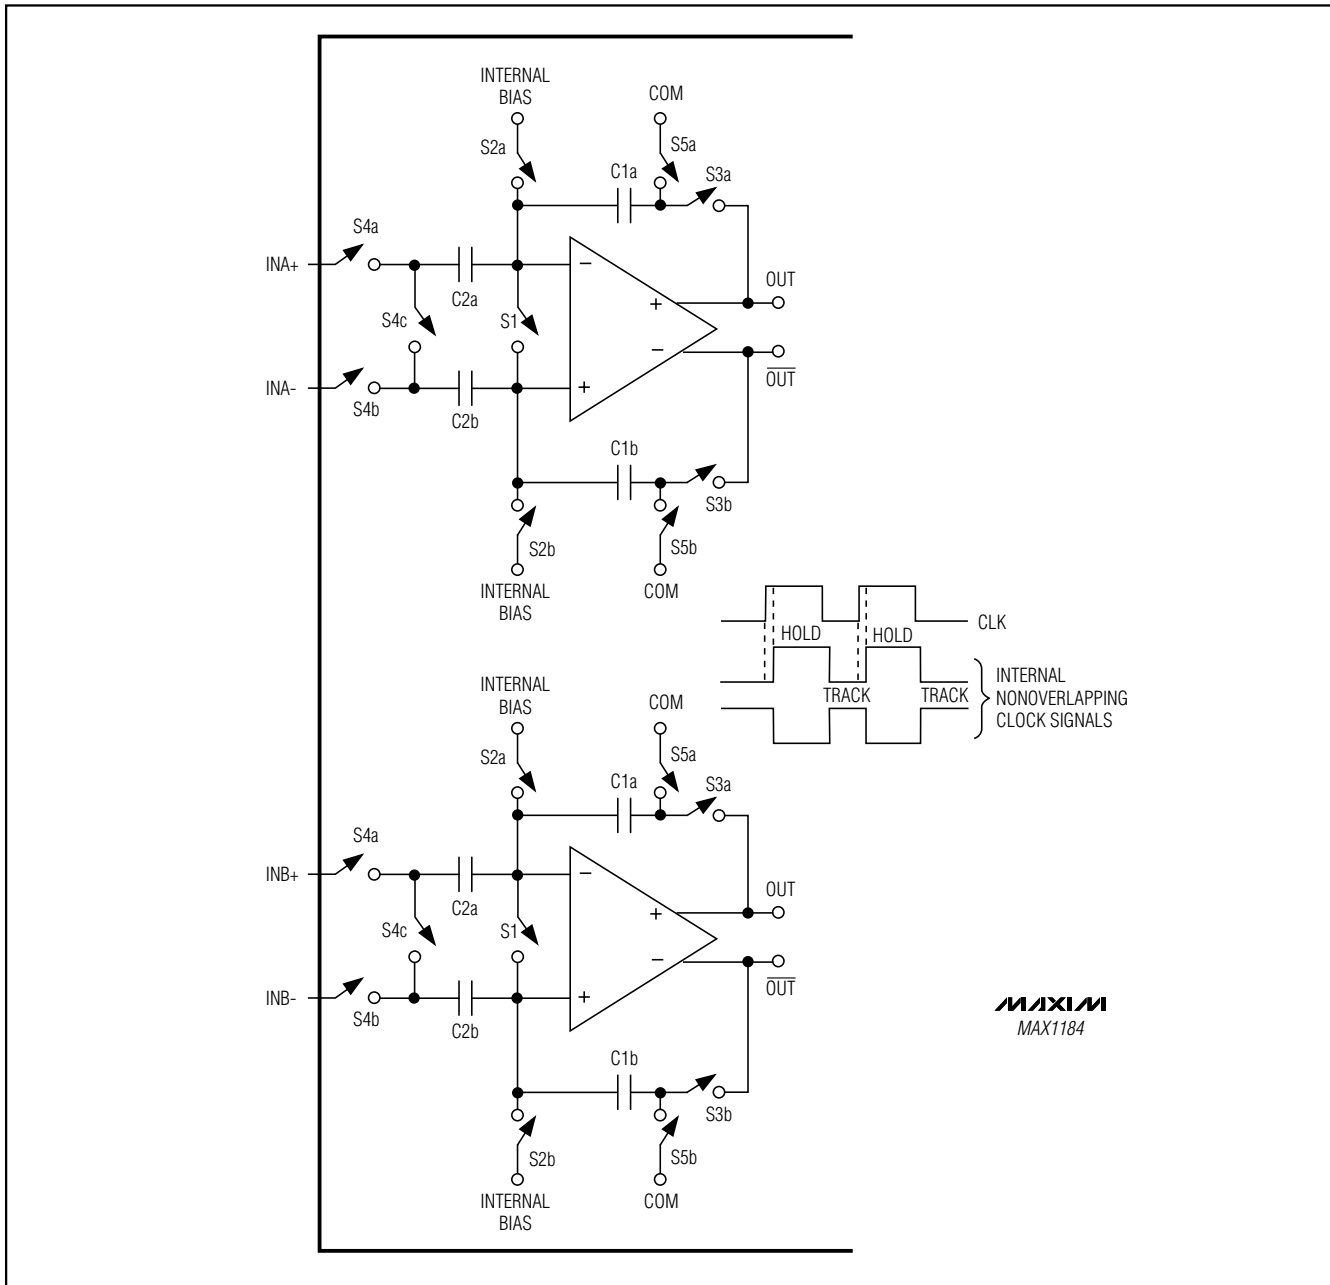 INTERNAL
BIAS
COM
S2a
S5a
C1a
S3a
S4a
INA+
−
C2a
+
OUT
S4c
S1
−
OUT
INA-
+
S4b
C2b
C1b
S3b
S2b
S5b
INTERNAL
BIAS
COM
CLK
HOLD
HOLD
TRACK
TRACK
INTERNAL
NONOVERLAPPING
CLOCK SIGNALS
INTERNAL
BIAS
COM
S2a
S5a
C1a
S3a
S4a
INB+
−
C2a
+
OUT
S4c
S1
−
OUT
INB-
+
S4b
C2b
C1b
S3b
S2b
S5b
INTERNAL
BIAS
COM
MAXIM
MAX1184